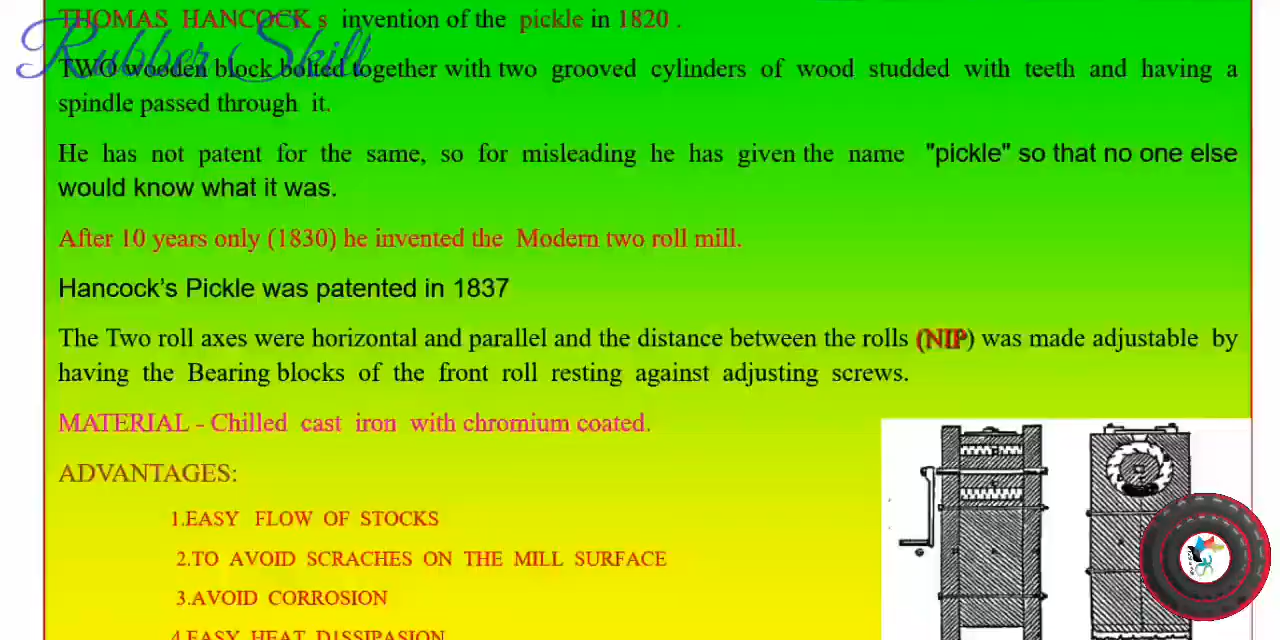 THOMAS HANCOCK s invention of the pickle in 1820 .
Rubber Skill
TWO wooden block bolted together with two grooved cylinders of wood studded with teeth and having a
spindle passed through it.
He has not patent for the same, so for misleading he has given the name "pickle" so that no one else
would know what it was.
After 10 years only (1830) he invented the Modern two roll mill.
Hancock's Pickle was patented in 1837
The Two roll axes were horizontal and parallel and the distance between the rolls (NIP) was made adjustable by
having the Bearing blocks of the front roll resting against adjusting screws.
MATERIAL - Chilled cast iron with chromium coated.
ADVANTAGES:
1.EASY FLOW OF STOCKS
2.TO AVOID SCRACHES ON THE MILL SURFACE
3.AVOID CORROSION
4.EASY HEAT DISSIPASION